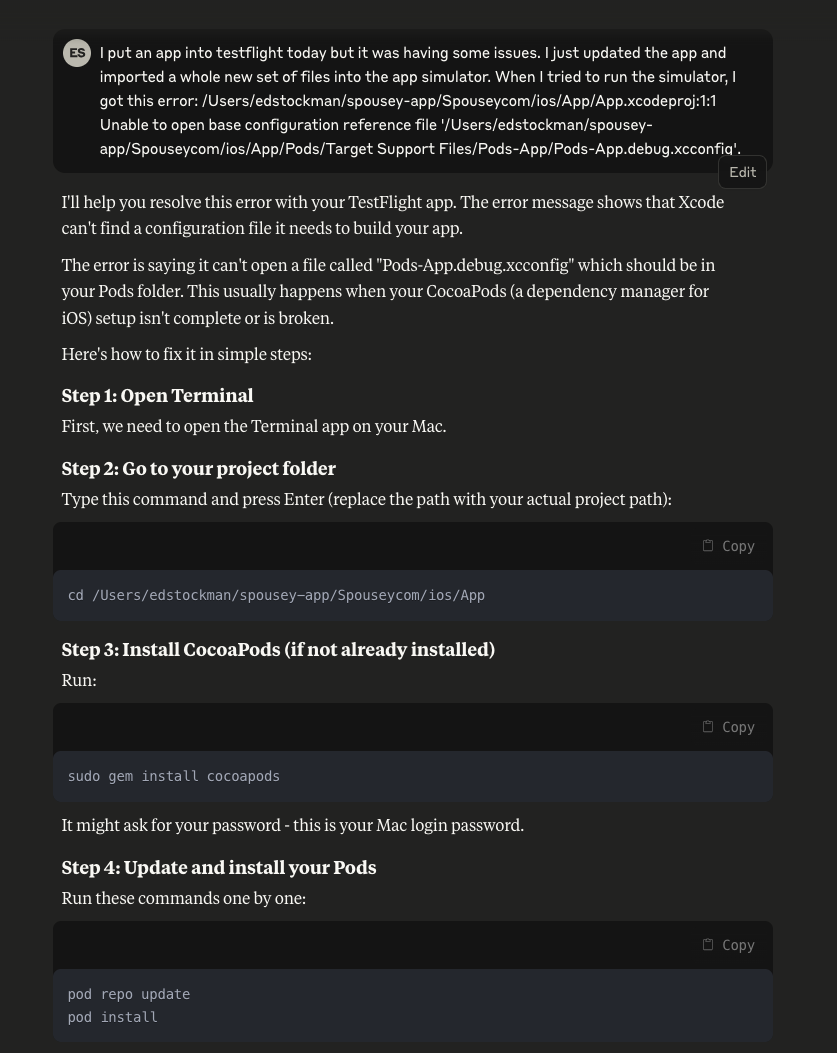 ES
I put an app into testflight today but it was having some issues. I just updated the app and
imported a whole new set of files into the app simulator. When I tried to run the simulator, I
got this error: /Users/edstockman/spousey-app/Spouseycom/ios/App/App.xcodeproj:1:1
Unable to open base configuration reference file '/Users/edstockman/spousey-
app/Spouseycom/ios/App/Pods/Target Support Files/Pods-App/Pods-App.debug.xcconfig'.
Edit
I'll help you resolve this error with your TestFlight app. The error message shows that Xcode
can't find a configuration file it needs to build your app.
The error is saying it can't open a file called "Pods-App.debug.xcconfig" which should be in
your Pods folder. This usually happens when your CocoaPods (a dependency manager for
iOS) setup isn't complete or is broken.
Here's how to fix it in simple steps:
Step 1: Open Terminal
First, we need to open the Terminal app on your Mac.
Step 2: Go to your project folder
Type this command and press Enter (replace the path with your actual project path):
Copy
cd /Users/edstockman/spousey-app/Spouseycom/ios/App
Step 3: Install CocoaPods (if not already installed)
Run:
Copy
sudo gem install cocoapods
It might ask for your password - this is your Mac login password.
Step 4: Update and install your Pods
Run these commands one by one:
Copy
pod repo update
pod install